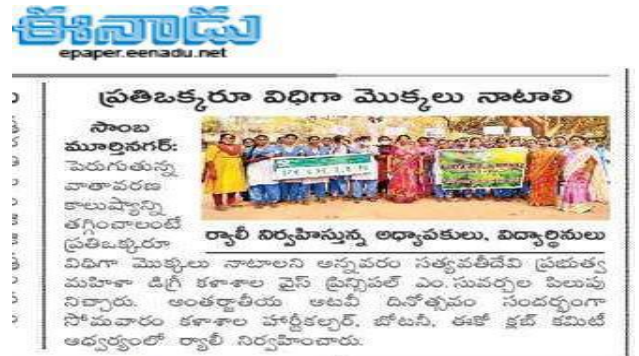 ఈనాడు
epaper.eenadu.net
ప్రతిఒక్కరూ విధిగా మొక్కలు నాటాలి
సాంబ
మూర్తినగర్:
పెరుగుతున్న
వాతావరణ
కాలుష్యాన్ని
తగ్గించాలంటే
ప్రతిఒక్కరూ
ర్యాలీ నిర్వహిస్తున్న అధ్యాపకులు, విద్యార్థినులు
విధిగా మొక్కలు నాటాలని అన్నవరం సత్యవతీదేవి ప్రభుత్వ
మహిళా డిగ్రీ కళాశాల వైస్ ప్రిన్సిపల్ ఎం.సువర్చల పిలుపు
నిచ్చారు. అంతర్జాతీయ అటవీ దినోత్సవం సందర్భంగా
సోమవారం కళాశాల హార్టీకల్చర్, బోటనీ, ఈకో క్లబ్ కమిటీ
ఆధ్వర్యంలో ర్యాలీ నిర్వహించారు.